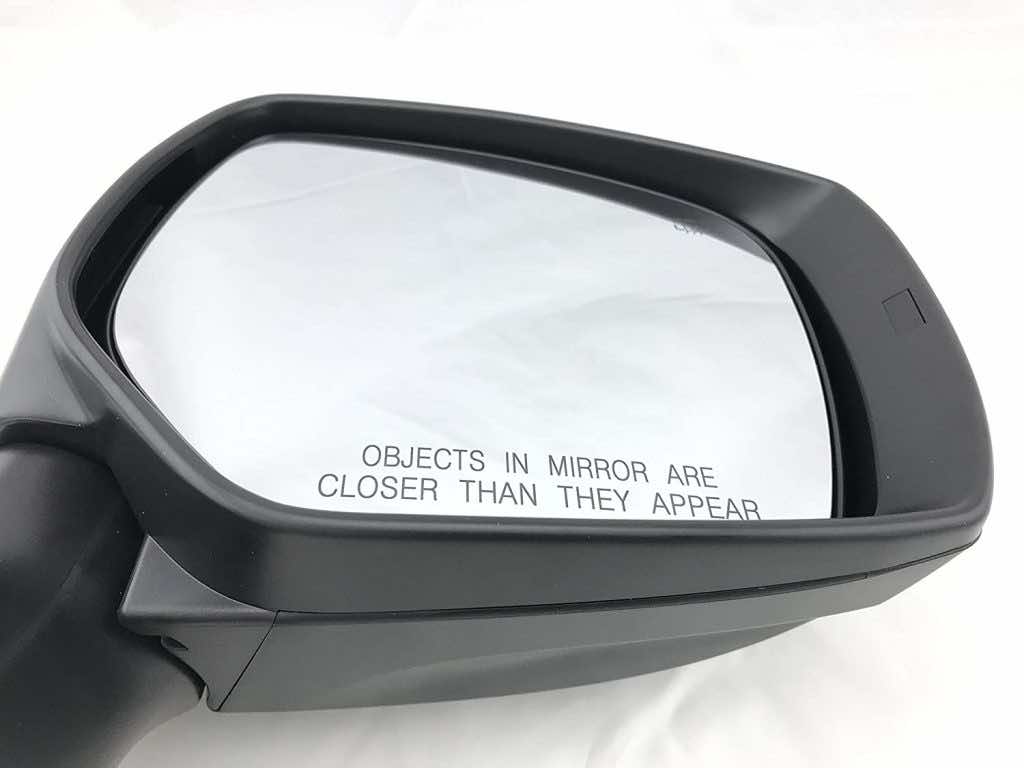 OBJECTS IN MIRROR ARE
CLOSER THAN THEY APPEAR